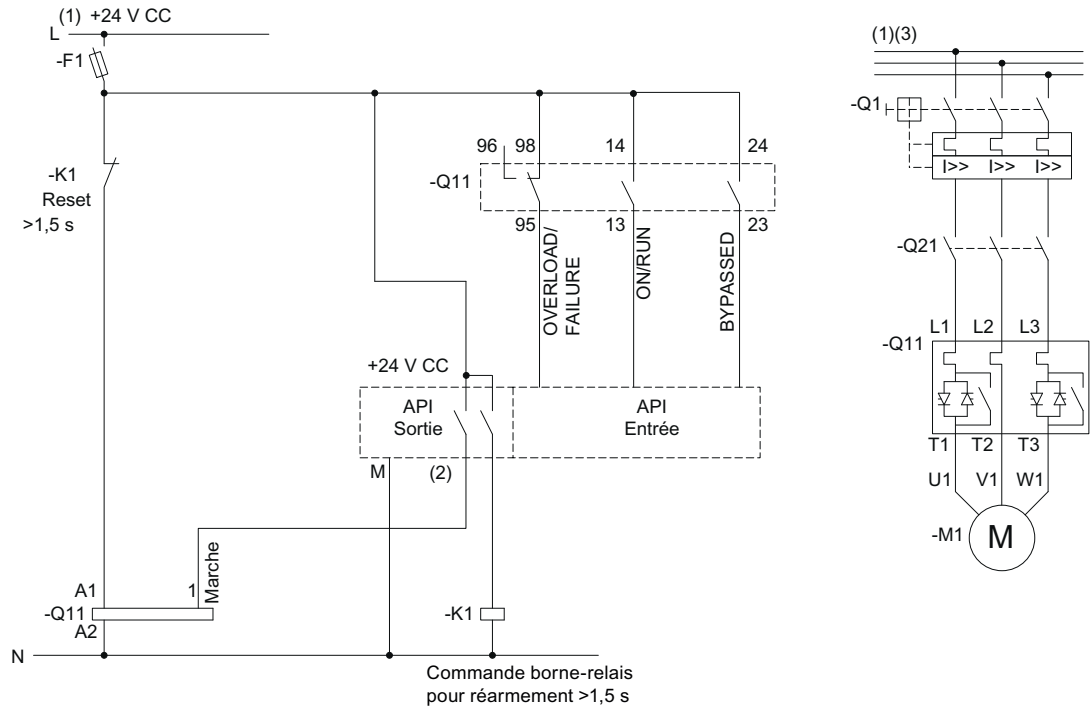 (1) +24 V CC
L
-F1
(1)(3)
-Q1
I>> I>> I>>
96 98 14 24
-K1
Reset
>1,5 s
-Q11
95 13 23
OVERLOAD/
FAILURE
ON/RUN
BYPASSED
-Q21
L1 L2 L3
-Q11
+24 V CC
API
Sortie
API
Entrée
M (2)
T1 T2 T3
U1 V1 W1
-M1 M
Marche
A1 1
-Q11
A2
-K1
N
Commande borne-relais
pour réarmement >1,5 s